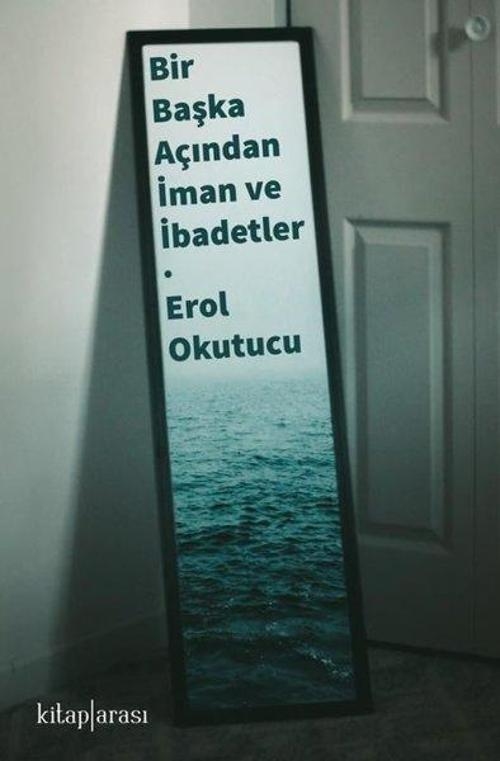 Bir
Başka
Açından
İman ve
İbadetler
•
Erol
Okutucu
kitap|arası